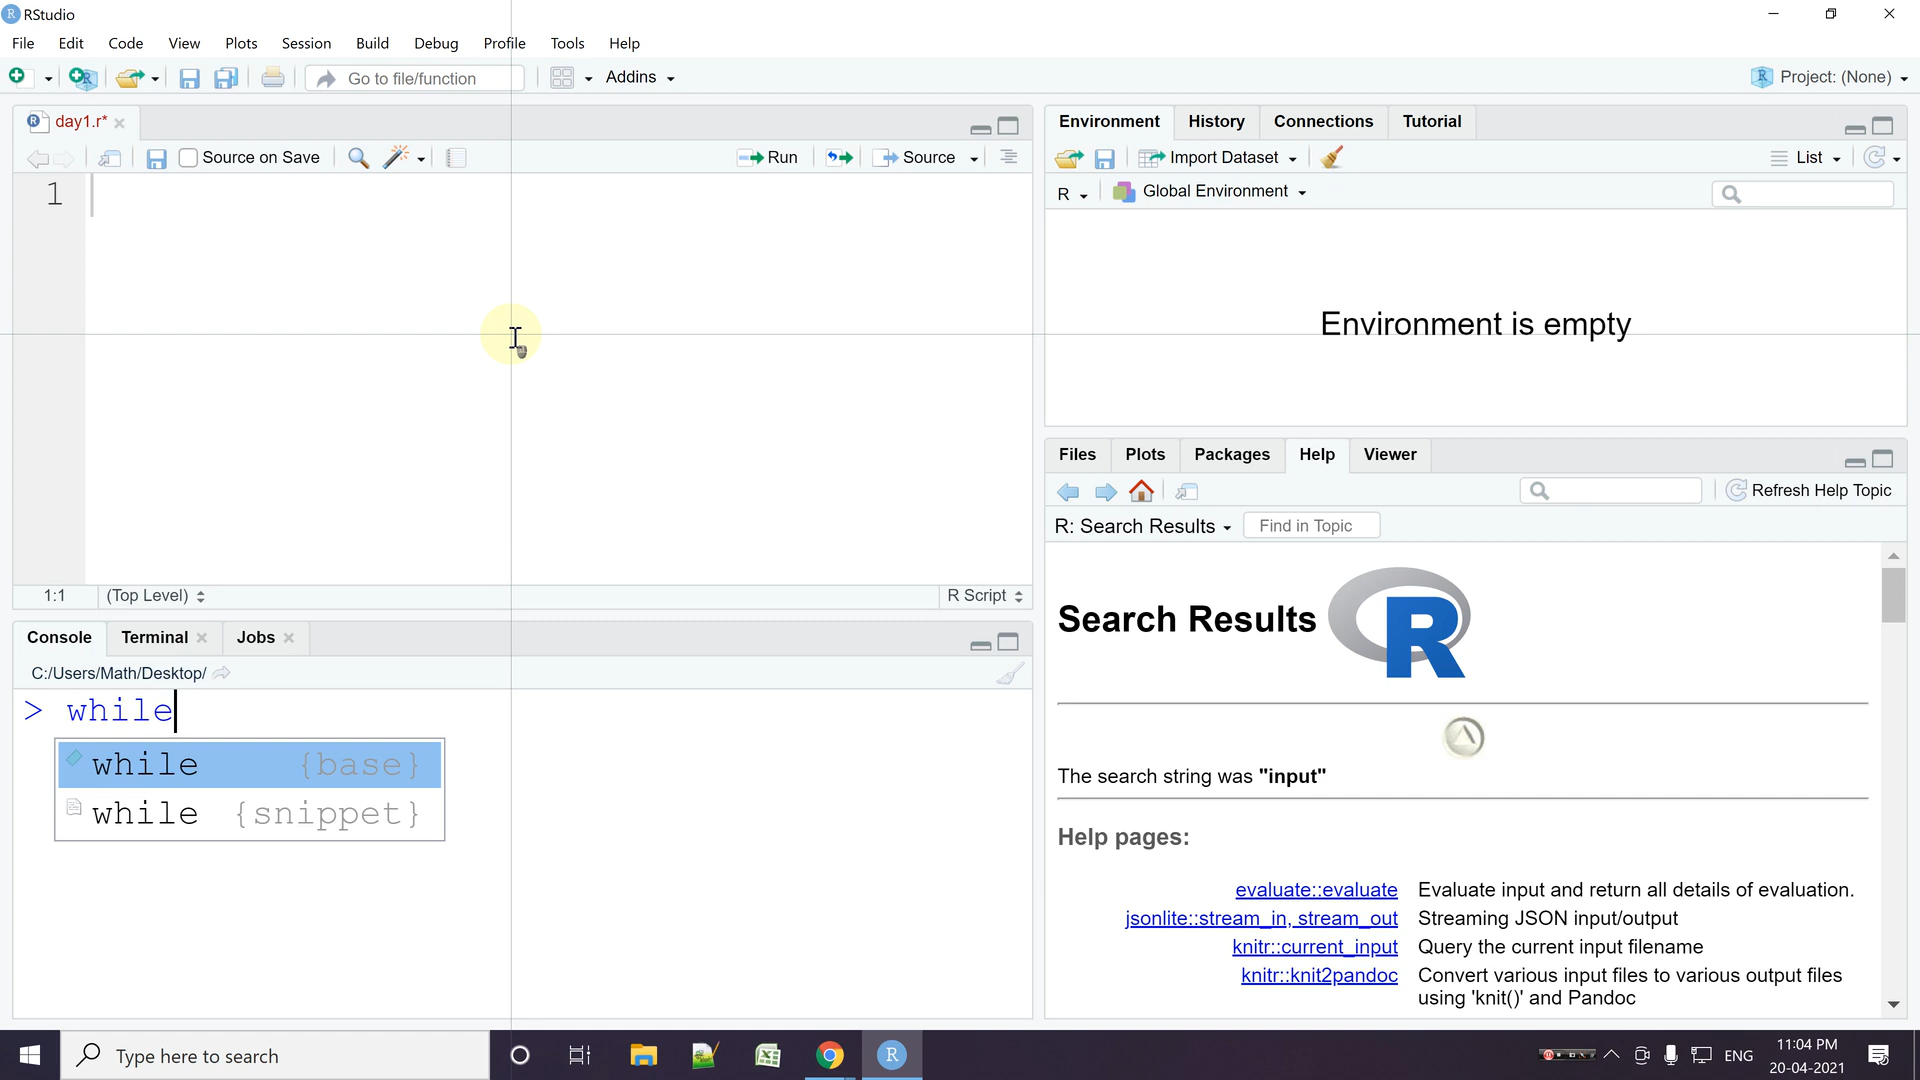 RStudio
File Edit Code View Plots Session Build Debug Profile Tools Help
Go to file/function Addins Project: (None)
day1.r*
Source on Save Run Source
1
1:1 (Top Level) R Script
Console Terminal Jobs
C:/Users/Math/Desktop/
> while
while {base}
while {snippet}
Environment History Connections Tutorial
Import Dataset List
R Global Environment
Environment is empty
Files Plots Packages Help Viewer
Refresh Help Topic
R: Search Results Find in Topic
Search Results R
The search string was "input"
Help pages:
evaluate::evaluate Evaluate input and return all details of evaluation.
jsonlite::stream_in, stream_out Streaming JSON input/output
knitr::current_input Query the current input filename
knitr::knit2pandoc Convert various input files to various output files
using 'knit()' and Pandoc
Type here to search R ENG 11:04 PM
20-04-2021